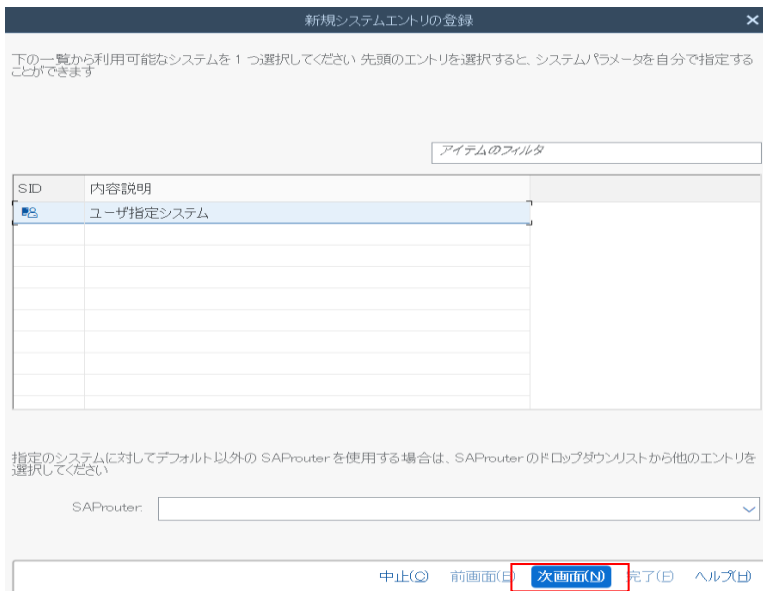 新規システムエントリの登録
下の一覧から利用可能なシステムを 1 つ選択してください 先頭のエントリを選択すると、システムパラメータを自分で指定する
ことができます
アイテムのフィルタ
SID 内容説明
ユーザ指定システム
指定のシステムに対してデフォルト以外の SAProuter を使用する場合は、SAProuter のドロップダウンリストから他のエントリを
選択してください
SAProuter:
中止(C) 前画面(B) 次画面(N) 完了(F) ヘルプ(H)